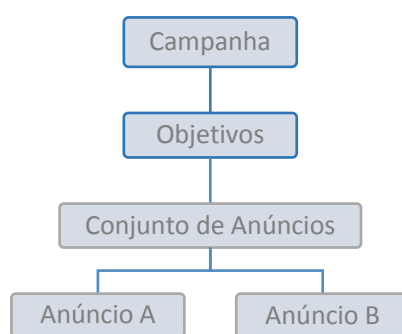 Campanha
Objetivos
Conjunto de Anúncios
Anúncio A
Anúncio B